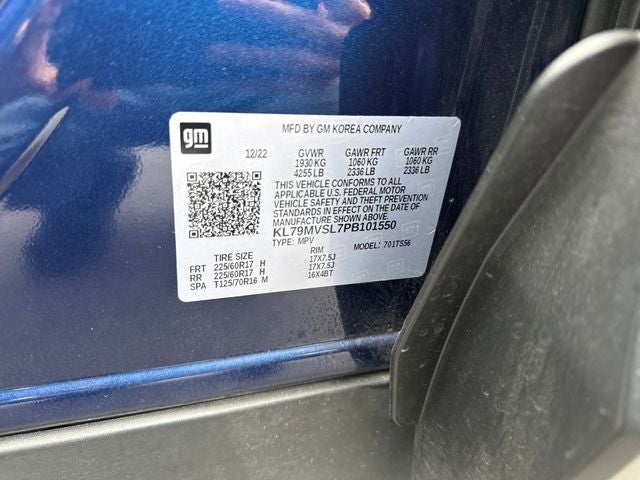 gm
MFD BY GM KOREA COMPANY
12/22 GVWR GAWR FRT GAWR RR
1930 KG 1060 KG 1060 KG
4255 LB 2336 LB 2336 LB
THIS VEHICLE CONFORMS TO ALL
APPLICABLE U.S. FEDERAL MOTOR
VEHICLE SAFETY AND THEFT PREVENTION
STANDARDS IN EFFECT ON THE DATE OF
MANUFACTURE SHOWN ABOVE.
KL79MVSL7PB101550
TYPE: MPV MODEL: 701TS56
TIRE SIZE RIM
FRT 225/60R17 H 17X7.5J
RR 225/60R17 H 17X7.5J
SPA T125/70R16 M 16X4BT